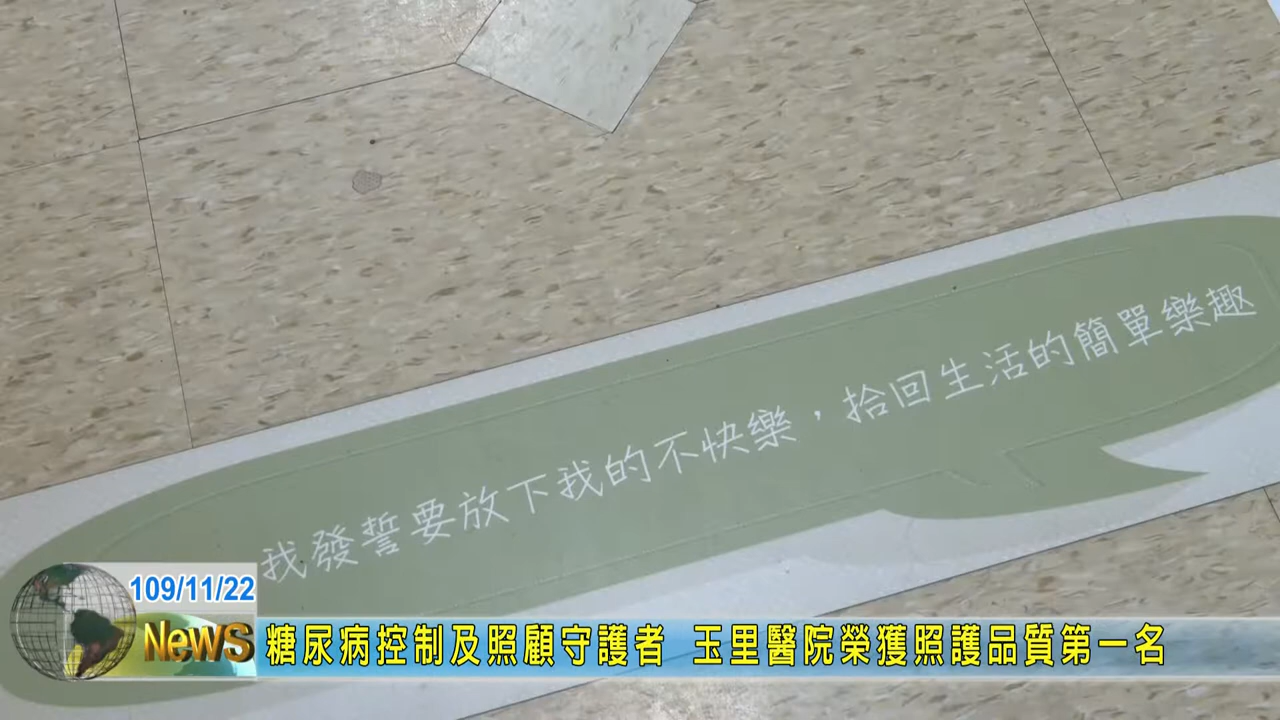 我發誓要放下我的不快樂，拾回生活的簡單樂趣
109/11/22
NewS
糖尿病控制及照顧守護者 玉里醫院榮獲照護品質第一名